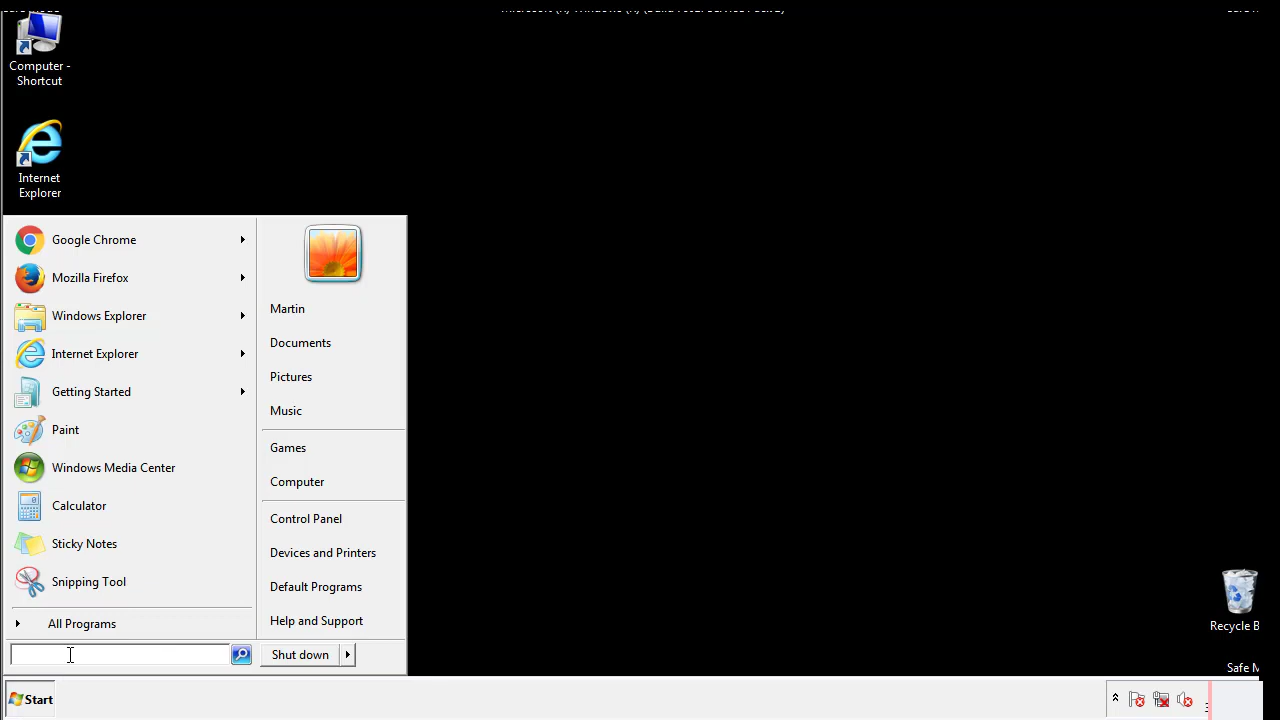 Computer -
Shortcut
Internet
Explorer
Google Chrome
Mozilla Firefox
Windows Explorer
Internet Explorer
Getting Started
Paint
Windows Media Center
Calculator
Sticky Notes
Snipping Tool
All Programs
Martin
Documents
Pictures
Music
Games
Computer
Control Panel
Devices and Printers
Default Programs
Help and Support
Shut down
Recycle B
Safe M
Start